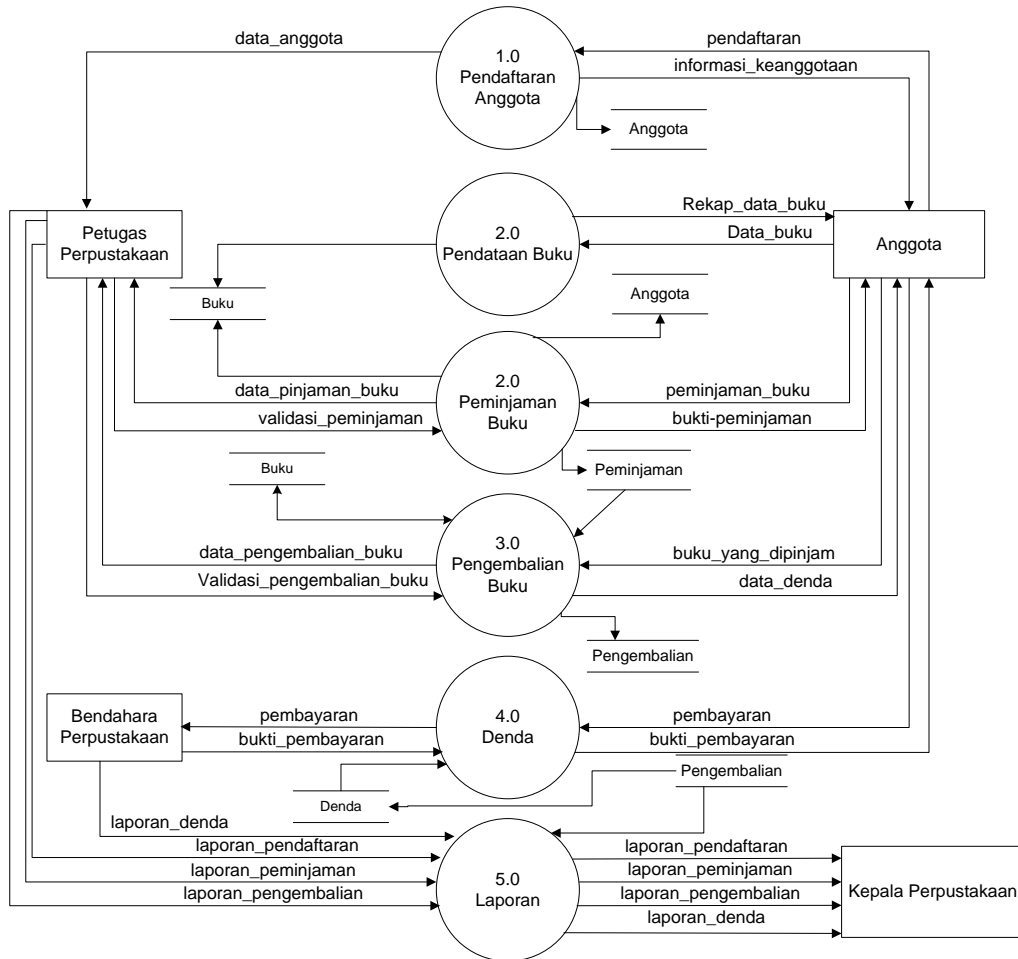 data_anggota
pendaftaran
1.0
Pendaftaran
Anggota
informasi_keanggotaan
Anggota
Rekap_data_buku
Petugas
Perpustakaan
2.0
Pendataan Buku
Data_buku
Anggota
Buku
Anggota
2.0
Peminjaman
Buku
data_pinjaman_buku
peminjaman_buku
validasi_peminjaman
bukti-peminjaman
Buku
Peminjaman
3.0
Pengembalian
Buku
data_pengembalian_buku
buku_yang_dipinjam
Validasi_pengembalian_buku
data_denda
Pengembalian
Bendahara
Perpustakaan
pembayaran
4.0
Denda
pembayaran
bukti_pembayaran
bukti_pembayaran
Pengembalian
Denda
laporan_denda
laporan_pendaftaran
laporan_peminjaman
laporan_pengembalian
5.0
Laporan
laporan_pendaftaran
laporan_peminjaman
laporan_pengembalian
laporan_denda
Kepala Perpustakaan